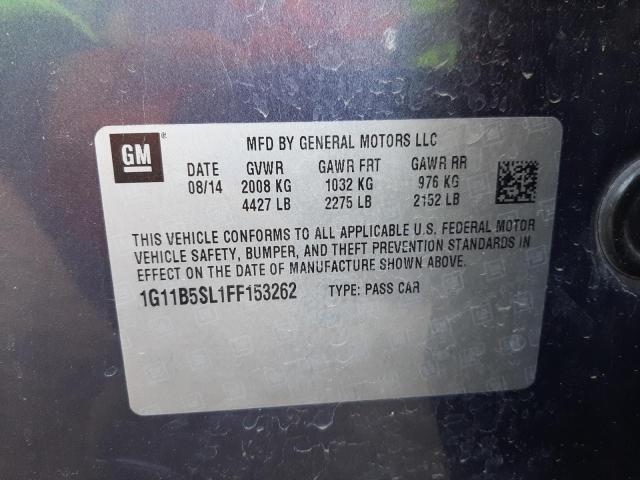 GM ®
MFD BY GENERAL MOTORS LLC
DATE GVWR GAWR FRT GAWR RR
08/14 2008 KG 1032 KG 976 KG
4427 LB 2275 LB 2152 LB
THIS VEHICLE CONFORMS TO ALL APPLICABLE U.S. FEDERAL MOTOR
VEHICLE SAFETY, BUMPER, AND THEFT PREVENTION STANDARDS IN
EFFECT ON THE DATE OF MANUFACTURE SHOWN ABOVE.
1G11B5SL1FF153262 TYPE: PASS CAR